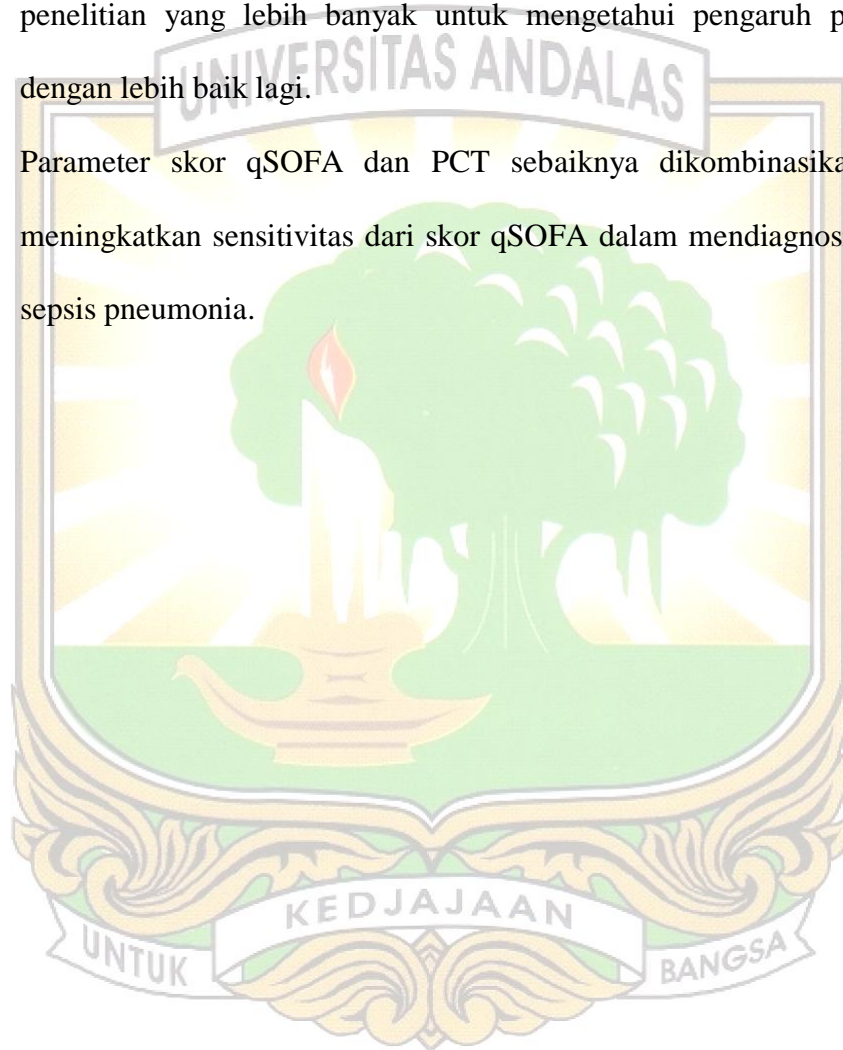 penelitian yang lebih banyak untuk mengetahui pengaruh p
UNIVERSITAS ANDALAS
dengan lebih baik lagi.
Parameter skor qSOFA dan PCT sebaiknya dikombinasika
meningkatkan sensitivitas dari skor qSOFA dalam mendiagnos
sepsis pneumonia.
KEDJAJAAN
UNTUK
BANGSA